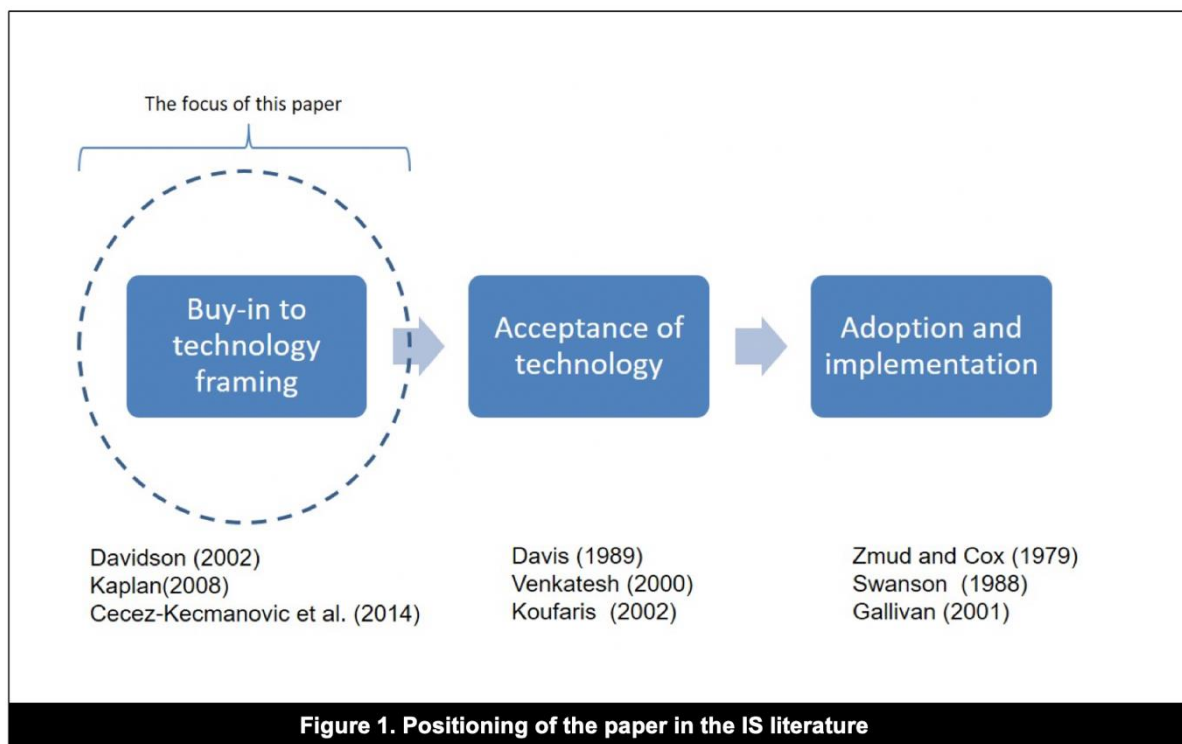 The focus of this paper
Buy-in to
technology
framing
Acceptance of
technology
Adoption and
implementation
Davidson (2002)
Kaplan(2008)
Cecez-Kecmanovic et al. (2014)
Davis (1989)
Venkatesh (2000)
Koufaris (2002)
Zmud and Cox (1979)
Swanson (1988)
Gallivan (2001)
Figure 1. Positioning of the paper in the IS literature